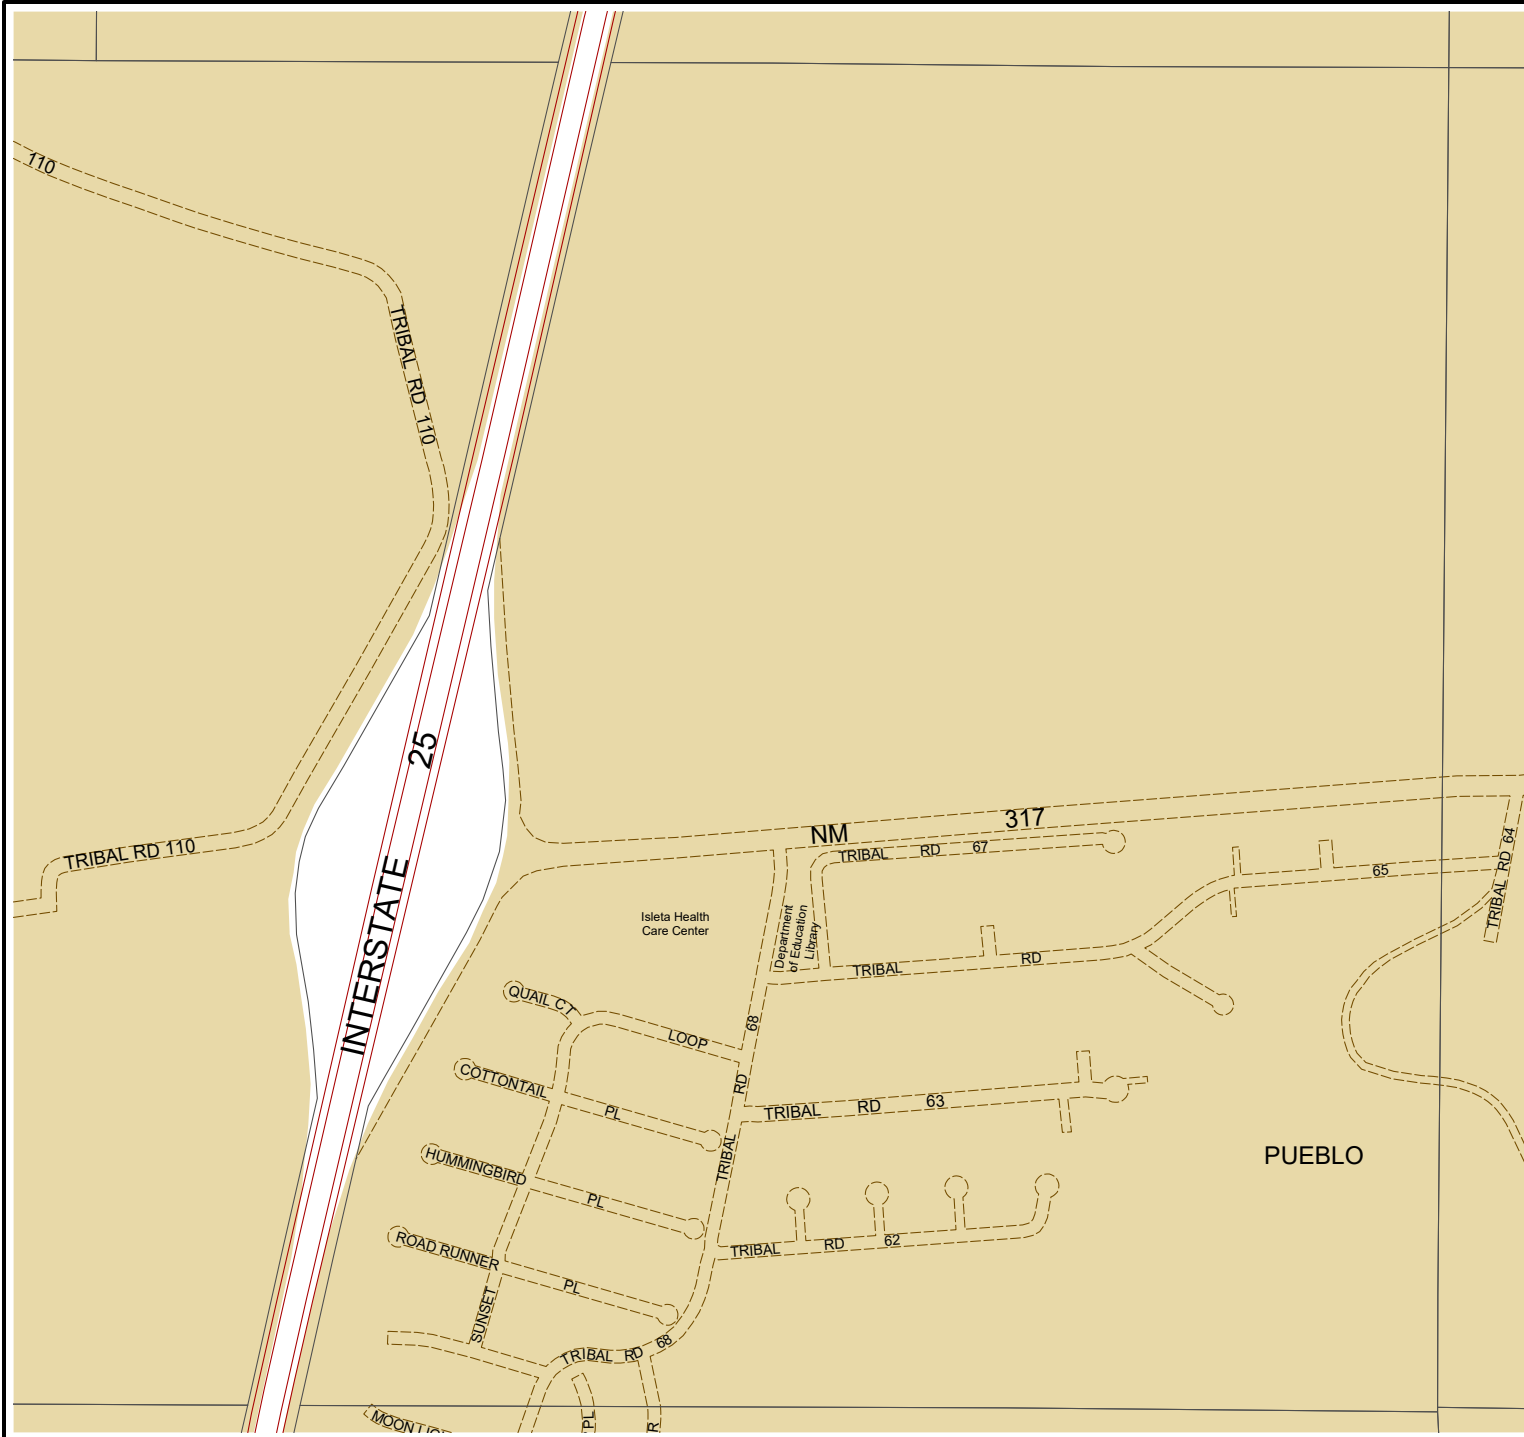 110
TRIBAL RD 110
25
INTERSTATE
TRIBAL RD 110
NM 317
TRIBAL RD 67
TRIBAL RD 64
65
Isleta Health
Care Center
Department
of Education
Library
TRIBAL RD
QUAIL CT
LOOP
TRIBAL RD 68
COTTONTAIL PL
TRIBAL RD 63
HUMMINGBIRD PL
PUEBLO
ROAD RUNNER PL
TRIBAL RD 62
SUNSET
TRIBAL RD 68
PL